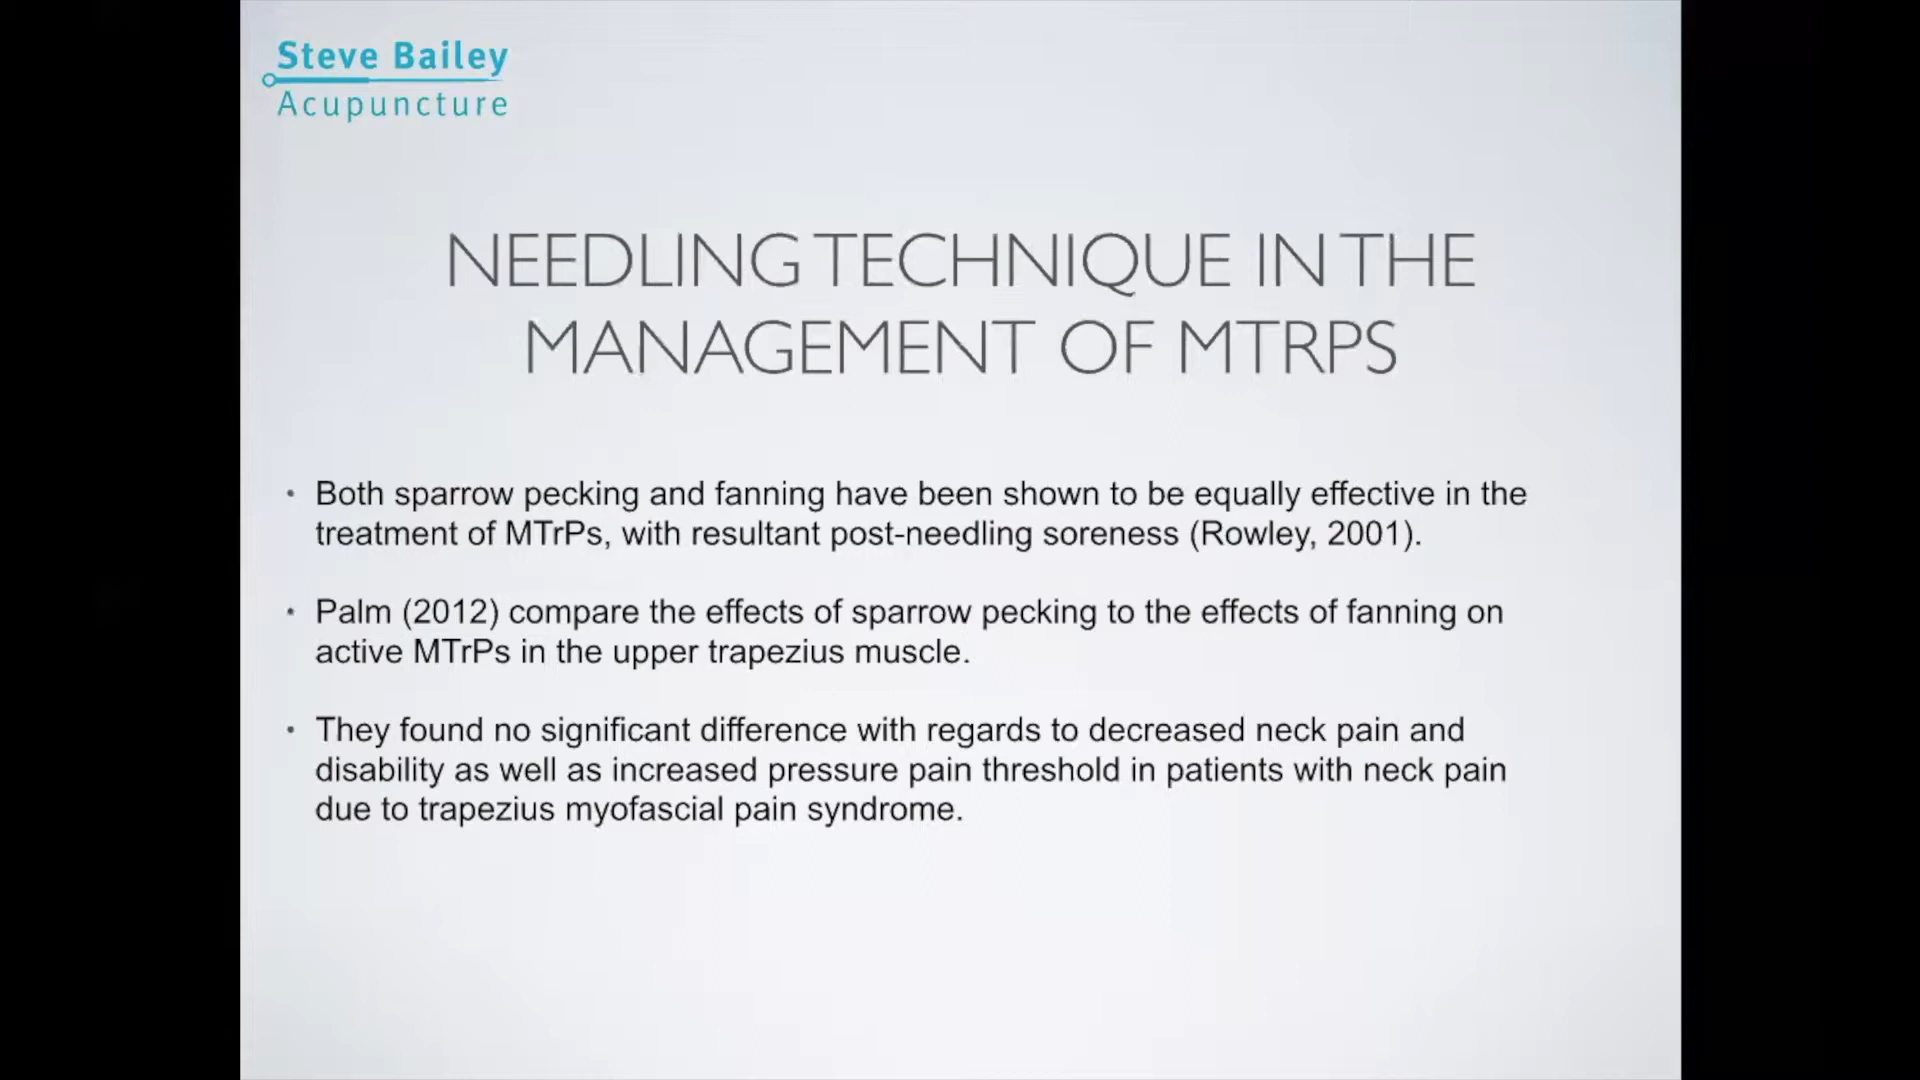 Steve Bailey
Acupuncture
NEEDLING TECHNIQUE IN THE
MANAGEMENT OF MTRPS
• Both sparrow pecking and fanning have been shown to be equally effective in the
treatment of MTrPs, with resultant post-needling soreness (Rowley, 2001).
• Palm (2012) compare the effects of sparrow pecking to the effects of fanning on
active MTrPs in the upper trapezius muscle.
• They found no significant difference with regards to decreased neck pain and
disability as well as increased pressure pain threshold in patients with neck pain
due to trapezius myofascial pain syndrome.